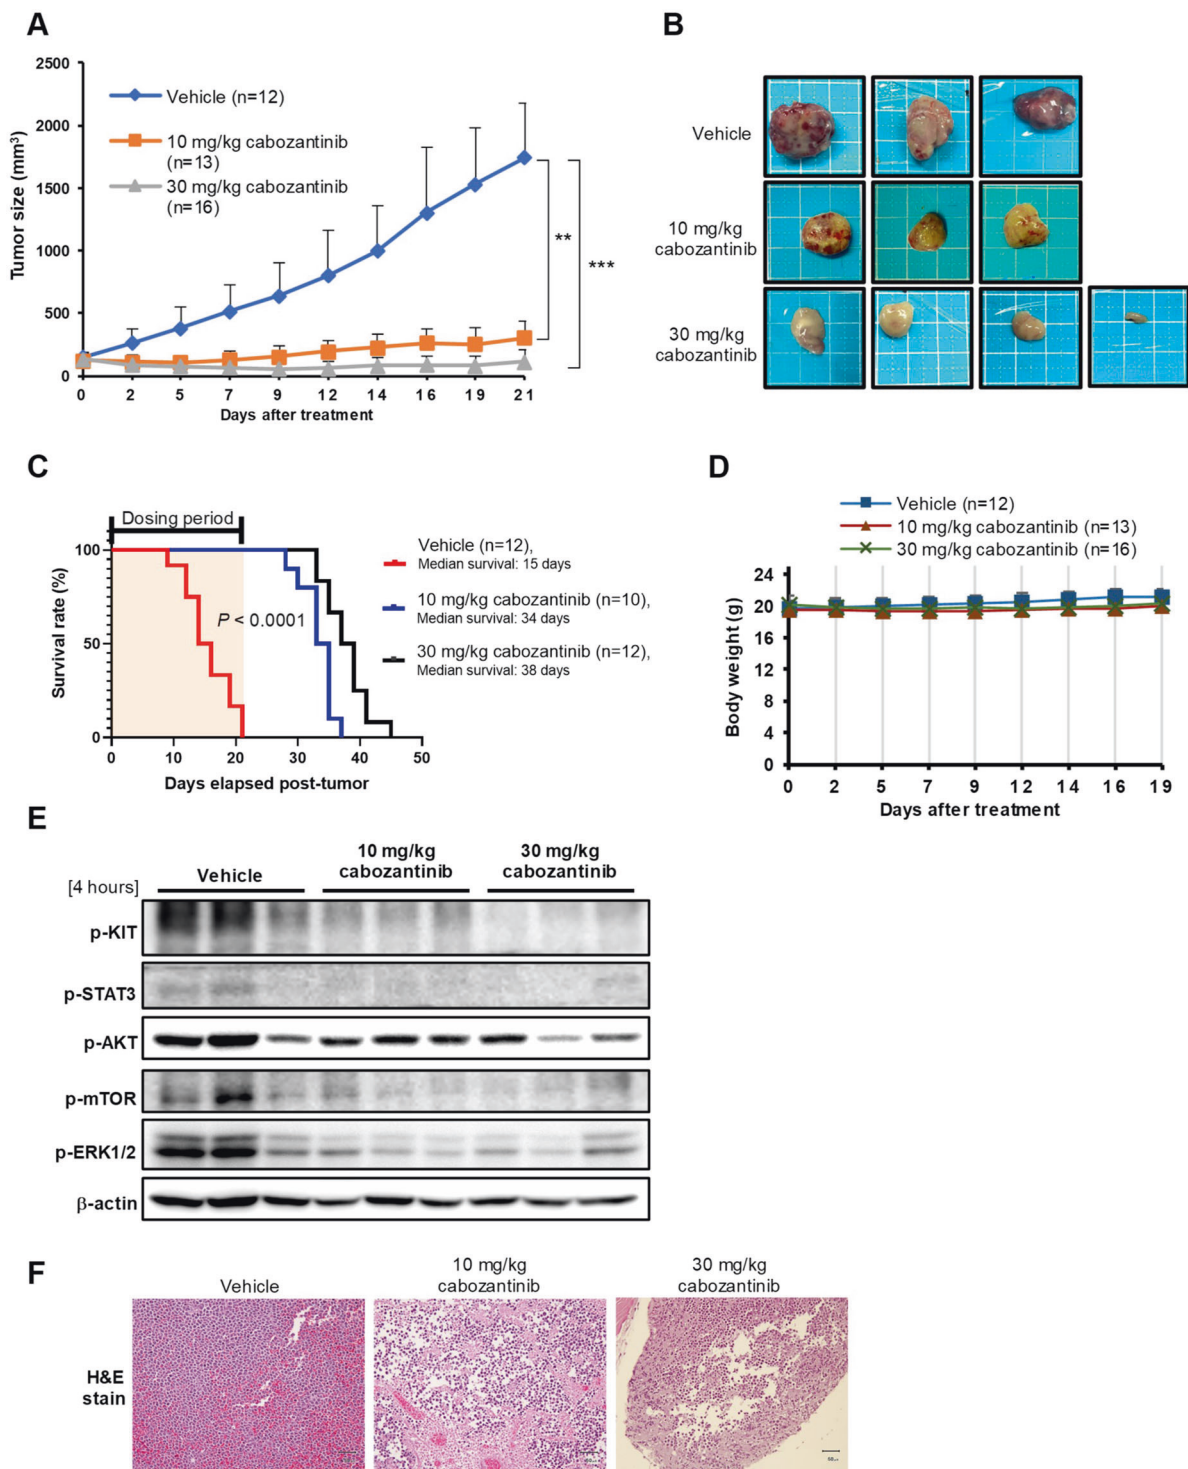 A
Tumor size (mm³)
2500
2000
1500
1000
500
0
Vehicle (n=12)
10 mg/kg cabozantinib
(n=13)
30 mg/kg cabozantinib
(n=16)
**
***
0 2 5 7 9 12 14 16 19 21
Days after treatment
B
Vehicle
10 mg/kg
cabozantinib
30 mg/kg
cabozantinib
C
Dosing period
Survival rate (%)
100
50
0
P < 0.0001
Vehicle (n=12),
Median survival: 15 days
10 mg/kg cabozantinib (n=10),
Median survival: 34 days
30 mg/kg cabozantinib (n=12),
Median survival: 38 days
0 10 20 30 40 50
Days elapsed post-tumor
D
Vehicle (n=12)
10 mg/kg cabozantinib (n=13)
30 mg/kg cabozantinib (n=16)
Body weight (g)
24
20
16
12
8
4
0
0 2 5 7 9 12 14 16 19
Days after treatment
E
[4 hours]
Vehicle
10 mg/kg
cabozantinib
30 mg/kg
cabozantinib
p-KIT
p-STAT3
p-AKT
p-mTOR
p-ERK1/2
β-actin
F
Vehicle
10 mg/kg
cabozantinib
30 mg/kg
cabozantinib
H&E
stain